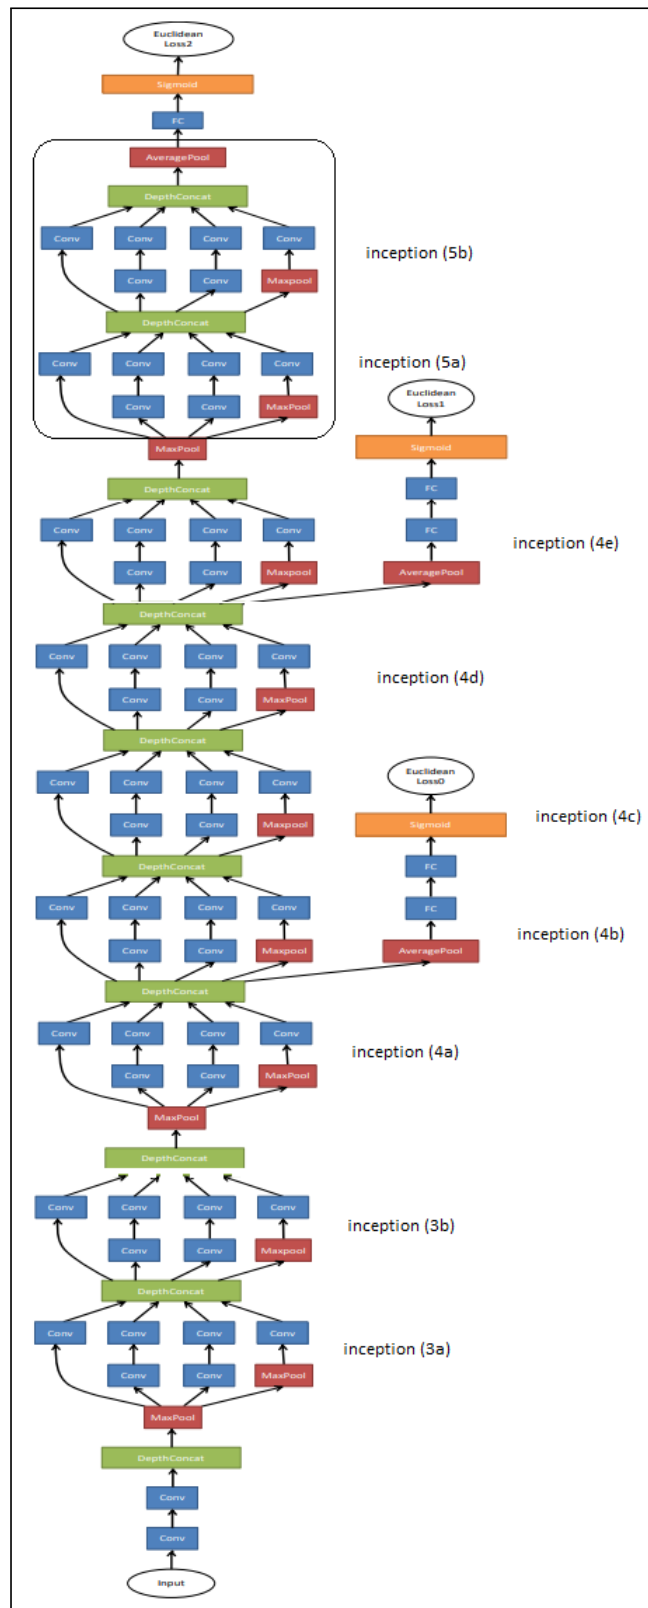 Euclidean
Loss2
Sigmoid
FC
AveragePool
DepthConcat
Conv Conv Conv Conv
inception (5b)
Conv Conv Maxpool
DepthConcat
Conv Conv Conv Conv
inception (5a)
Euclidean
Loss1
Conv Conv MaxPool
MaxPool
Sigmoid
DepthConcat
FC
Conv Conv Conv Conv
FC
inception (4e)
Conv Conv Maxpool
AveragePool
DepthConcat
Conv Conv Conv Conv
inception (4d)
Conv Conv MaxPool
DepthConcat
Conv Conv Conv Conv
Euclidean
Loss0
inception (4c)
Conv Conv Maxpool
Sigmoid
DepthConcat
FC
Conv Conv Conv Conv
FC
inception (4b)
Conv Conv Maxpool
AveragePool
DepthConcat
Conv Conv Conv Conv
inception (4a)
Conv Conv MaxPool
MaxPool
DepthConcat
Conv Conv Conv Conv
inception (3b)
Conv Conv Maxpool
DepthConcat
Conv Conv Conv Conv
inception (3a)
Conv Conv MaxPool
MaxPool
DepthConcat
Conv
Conv
Input